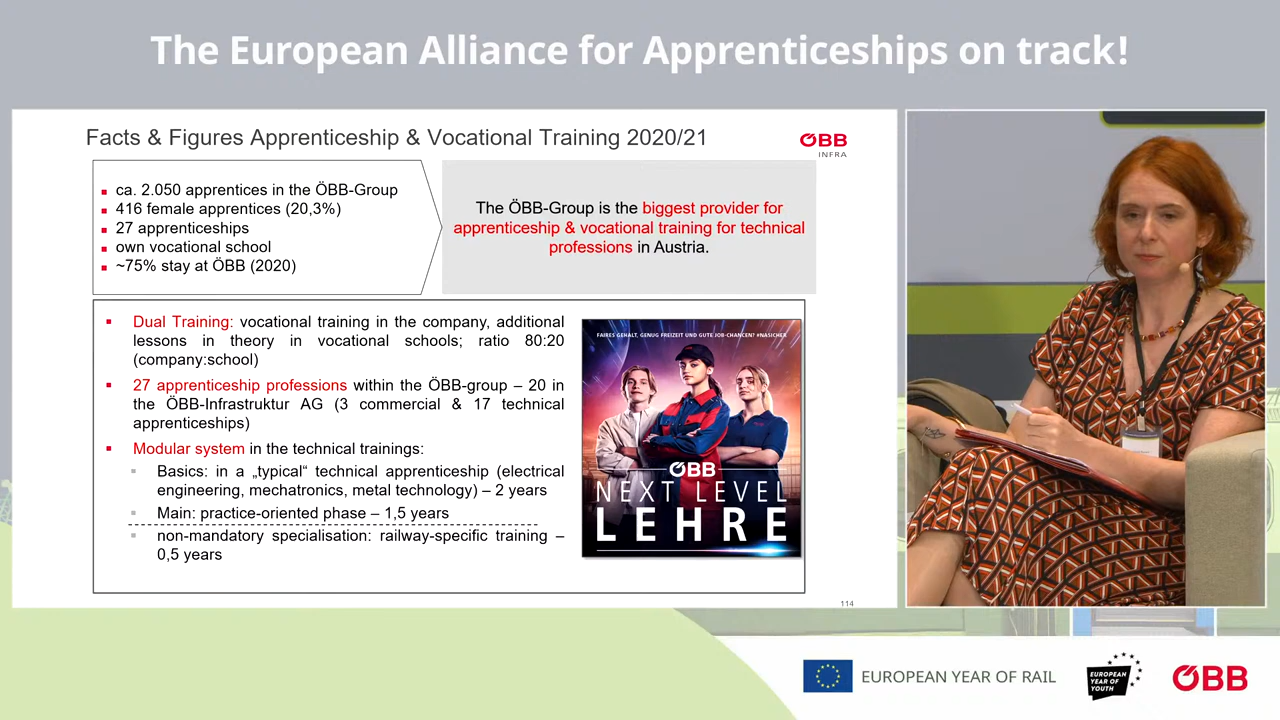 The European Alliance for Apprenticeships on track!
Facts & Figures Apprenticeship & Vocational Training 2020/21
ÖBB
INFRA
ca. 2.050 apprentices in the ÖBB-Group
416 female apprentices (20,3%)
27 apprenticeships
own vocational school
~75% stay at ÖBB (2020)
The ÖBB-Group is the biggest provider for
apprenticeship & vocational training for technical
professions in Austria.
Dual Training: vocational training in the company, additional
lessons in theory in vocational schools; ratio 80:20
(company:school)
27 apprenticeship professions within the ÖBB-group – 20 in
the ÖBB-Infrastruktur AG (3 commercial & 17 technical
apprenticeships)
Modular system in the technical trainings:
Basics: in a „typical“ technical apprenticeship (electrical
engineering, mechatronics, metal technology) – 2 years
Main: practice-oriented phase – 1,5 years
non-mandatory specialisation: railway-specific training –
0,5 years
FAIRES GEHALT, GENUG FREIZEIT UND GUTE JOB-CHANCEN? #NASICHER
ÖBB
NEXT LEVEL
LEHRE
114
EUROPEAN YEAR OF RAIL
EUROPEAN
YEAR OF
YOUTH
ÖBB